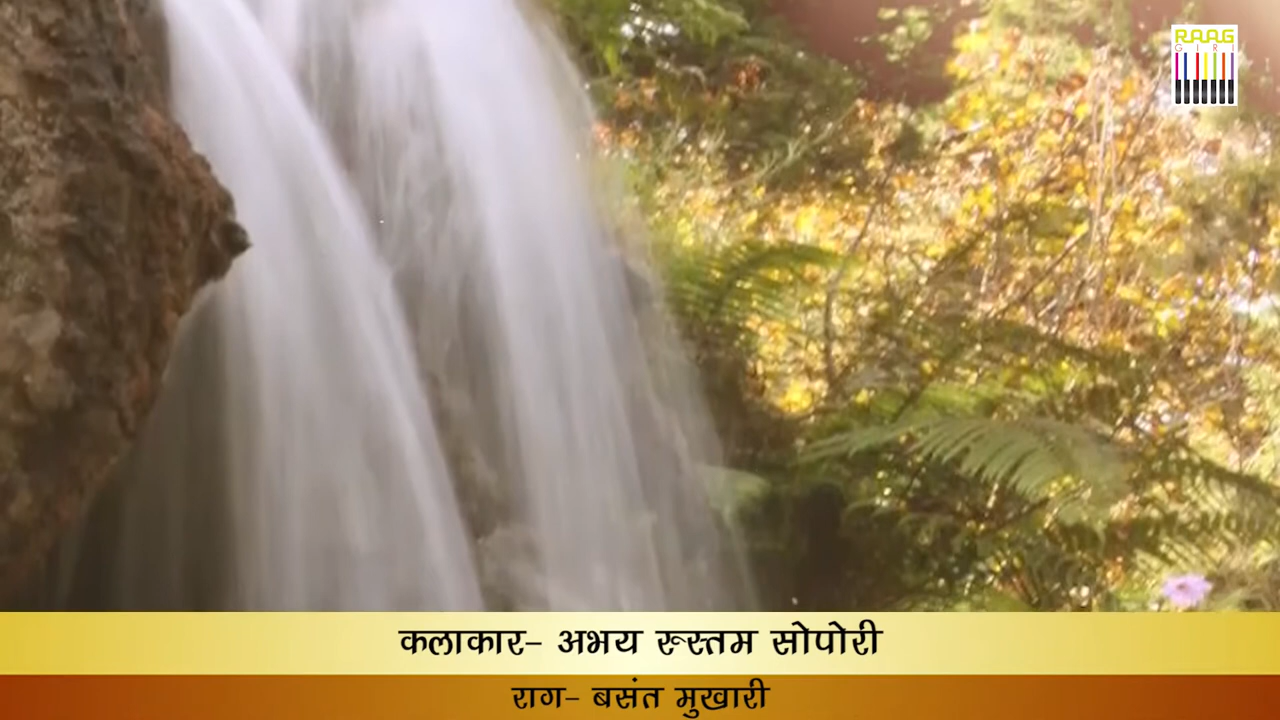 RAAG
GIRI
कलाकार- अभय रूस्तम सोपोरी
राग- बसंत मुखारी